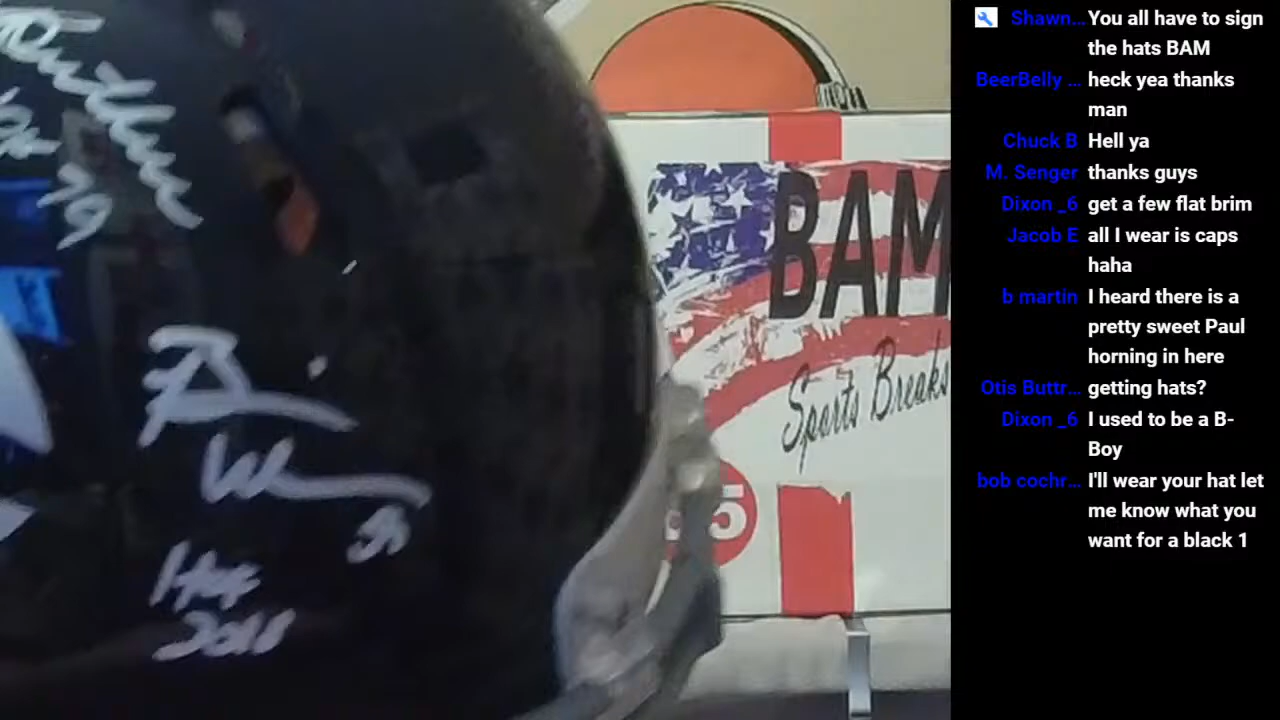 79
HOF
2018
BAM
Sports Breaks
5
Shawn... You all have to sign
the hats BAM
BeerBelly ... heck yea thanks
man
Chuck B Hell ya
M. Senger thanks guys
Dixon _6 get a few flat brim
Jacob E all I wear is caps
haha
b martin I heard there is a
pretty sweet Paul
horning in here
Otis Buttr... getting hats?
Dixon _6 I used to be a B-
Boy
bob cochr... I'll wear your hat let
me know what you
want for a black 1